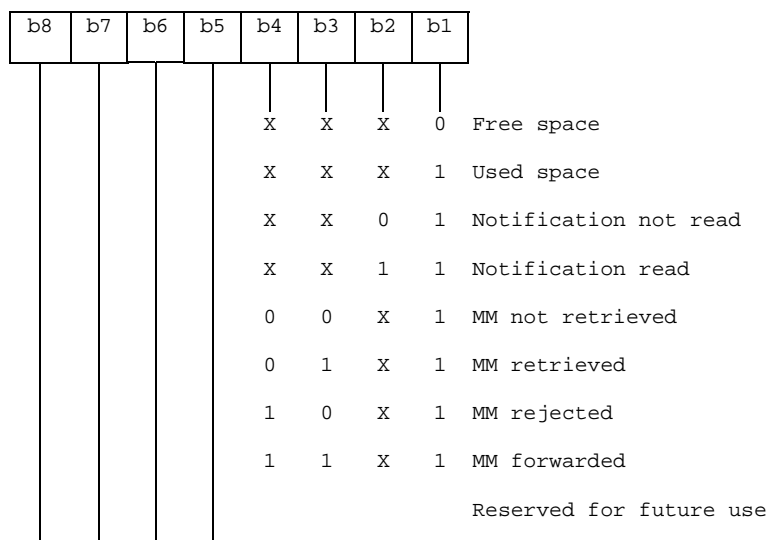 b8 b7 b6 b5 b4 b3 b2 b1
X X X 0 Free space
X X X 1 Used space
X X 0 1 Notification not read
X X 1 1 Notification read
0 0 X 1 MM not retrieved
0 1 X 1 MM retrieved
1 0 X 1 MM rejected
1 1 X 1 MM forwarded
Reserved for future use